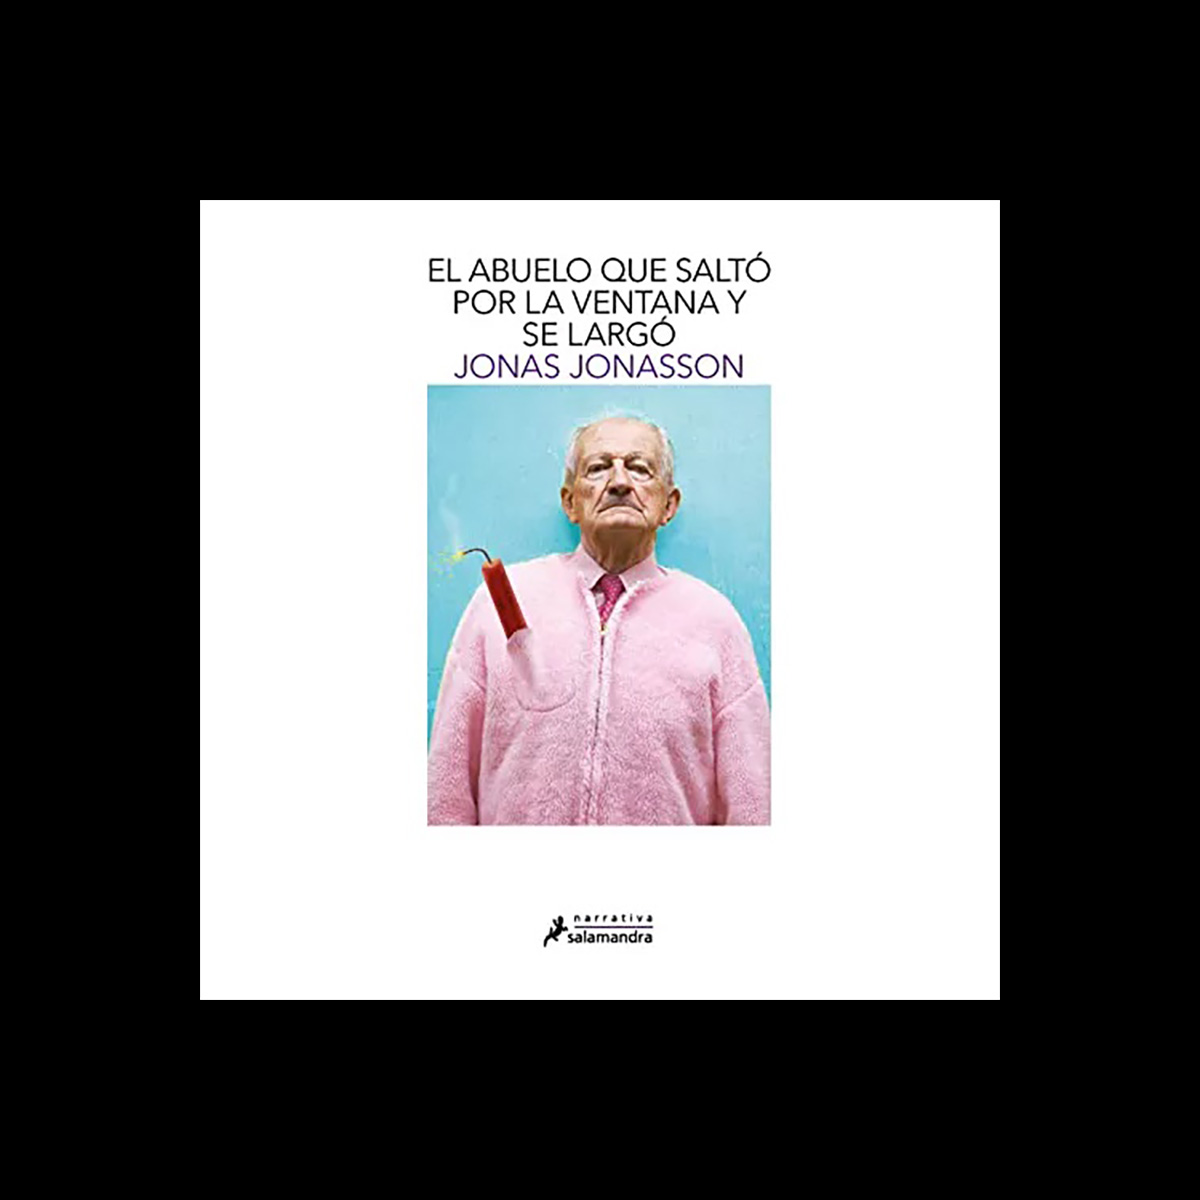 EL ABUELO QUE SALTÓ
POR LA VENTANA Y
SE LARGÓ
JONAS JONASSON
narrativa
salamandra